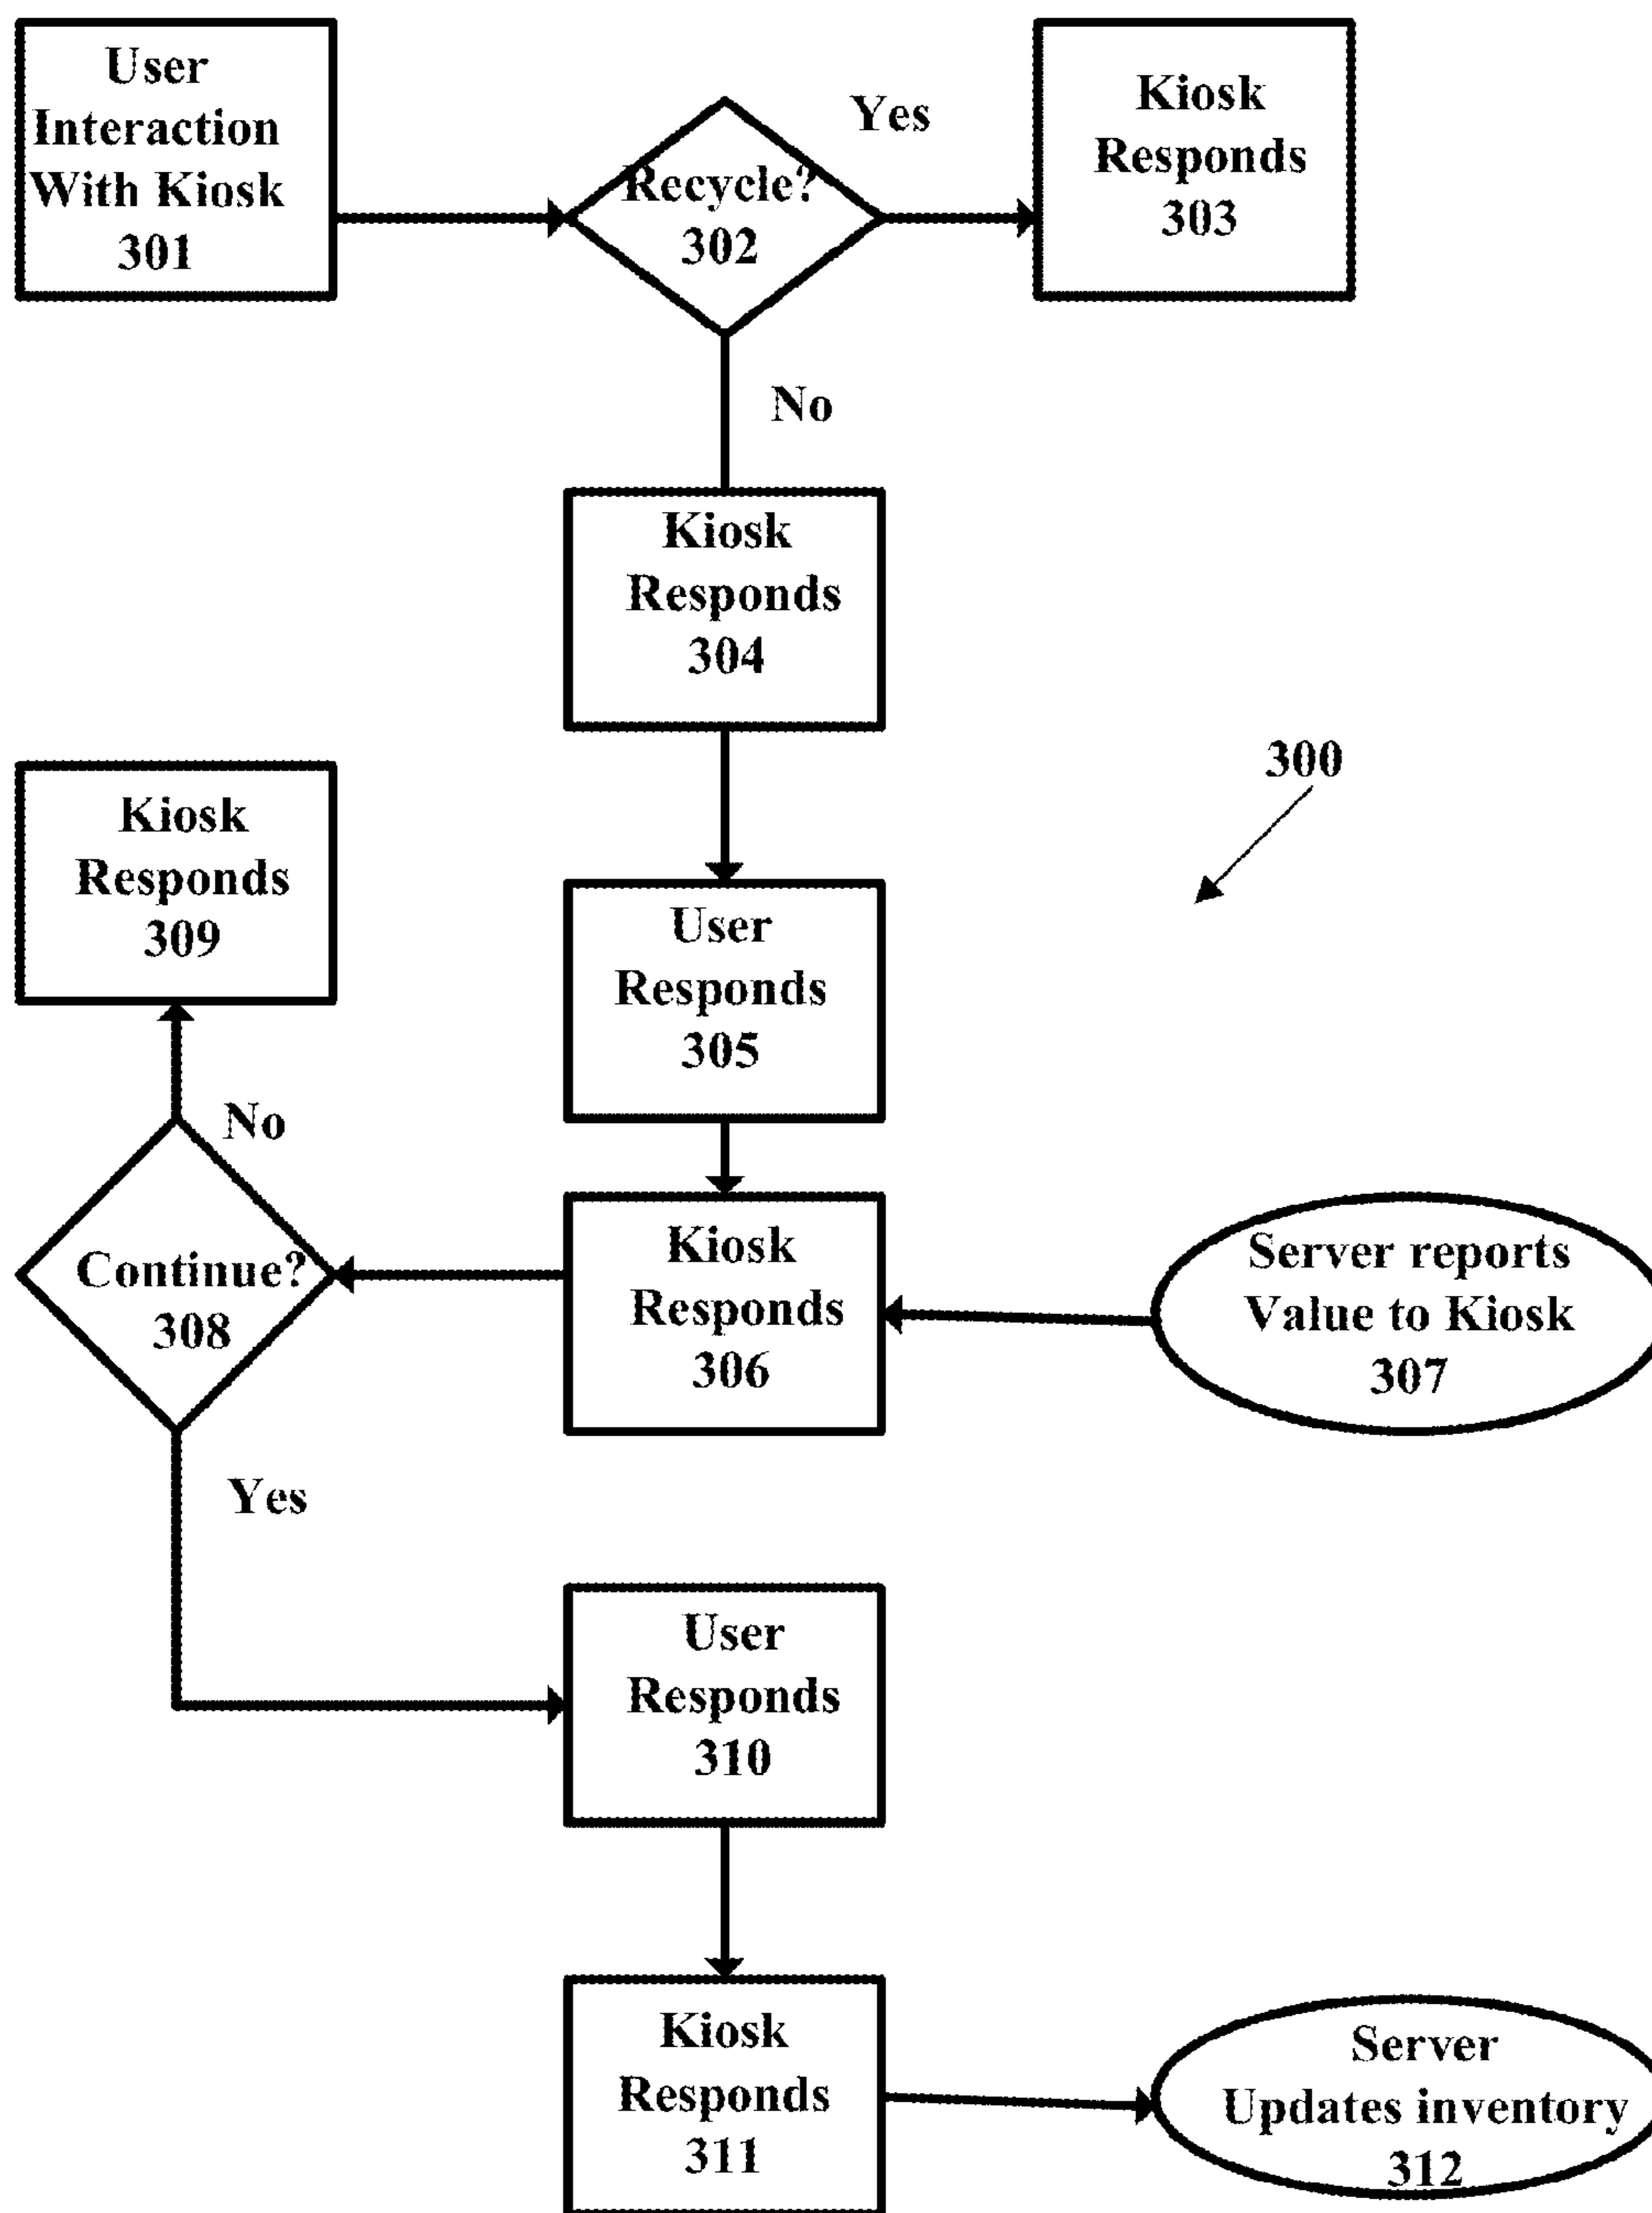 User
Interaction
With Kiosk
301
Recycle?
302
Yes
Kiosk
Responds
303
No
Kiosk
Responds
304
300
Kiosk
Responds
309
User
Responds
305
No
Continue?
308
Kiosk
Responds
306
Server reports
Value to Kiosk
307
Yes
User
Responds
310
Kiosk
Responds
311
Server
Updates inventory
312